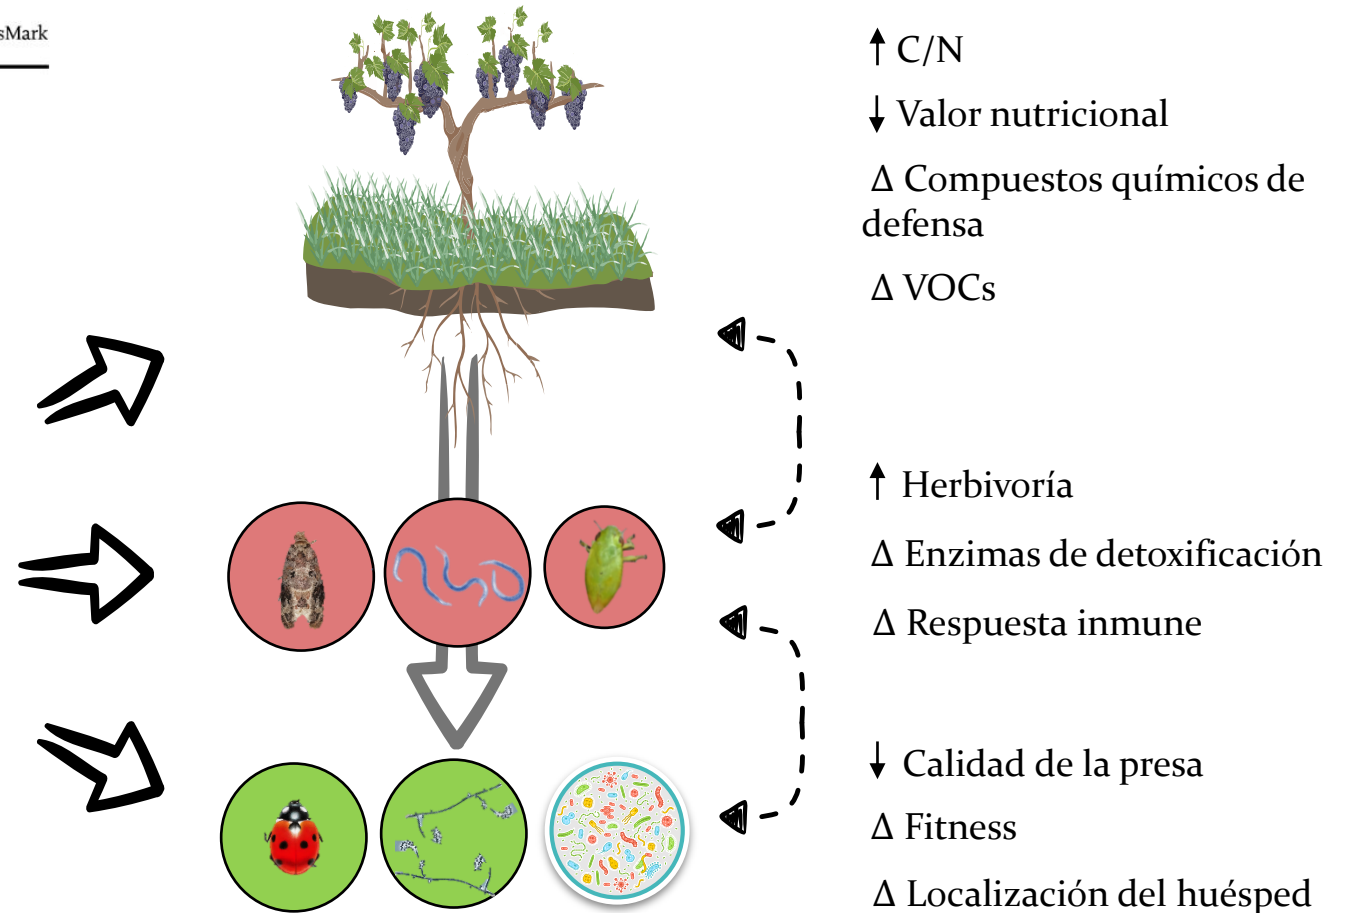 sMark
↑ C/N
↓ Valor nutricional
Δ Compuestos químicos de
defensa
Δ VOCs
↑ Herbivoría
Δ Enzimas de detoxificación
Δ Respuesta inmune
↓ Calidad de la presa
Δ Fitness
Δ Localización del huésped